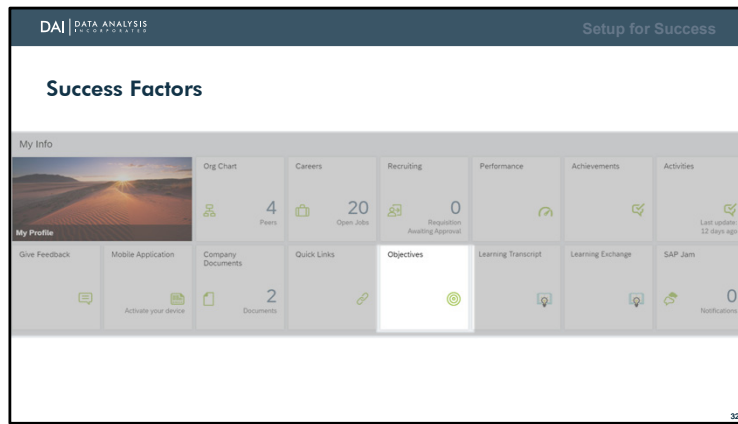 DAI DATA ANALYSIS
INCORPORATED
Setup for Success
Success Factors
My Info
My Profile
Org Chart
4
Peers
Careers
20
Open Jobs
Recruiting
0
Requisition
Awaiting Approval
Performance
Achievements
Activities
Last update:
12 days ago
Give Feedback
Mobile Application
Activate your device
Company
Documents
2
Documents
Quick Links
Objectives
Learning Transcript
Learning Exchange
SAP Jam
0
Notifications
32